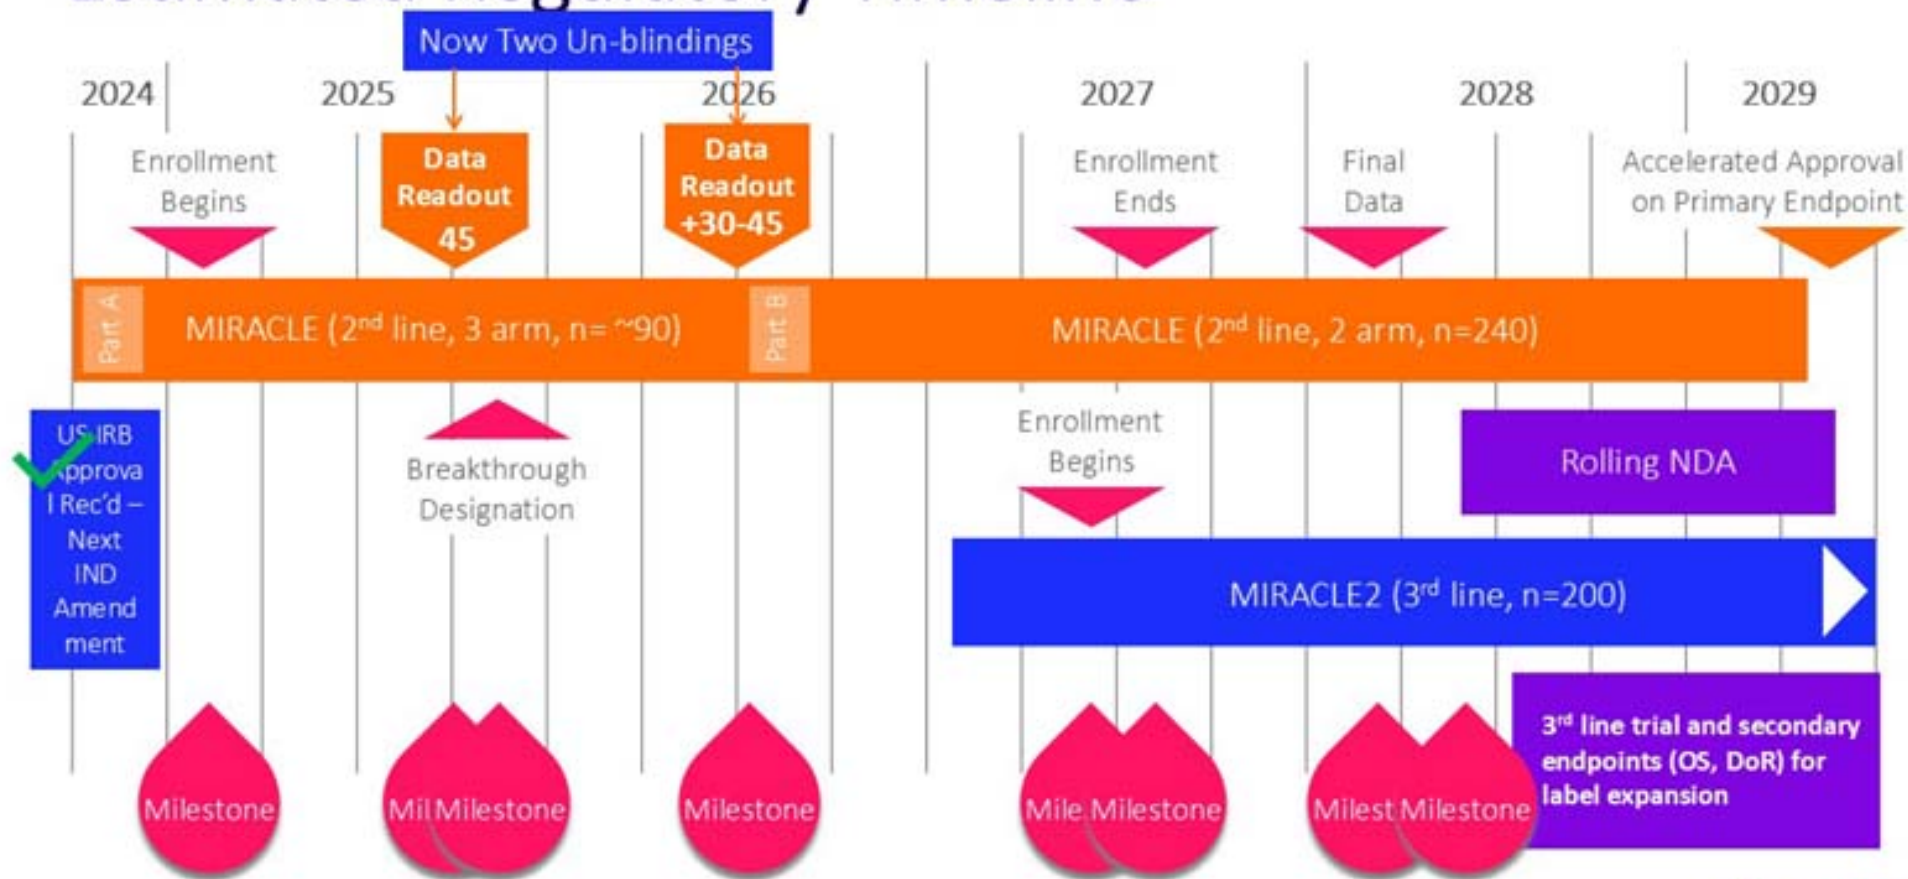 Estimated Regulatory Timeline
Now Two Un-blindings
2024
2025
2026
2027
2028
2029
Enrollment
Begins
Data
Readout
45
Data
Readout
+30-45
Enrollment
Ends
Final
Data
Accelerated Approval
on Primary Endpoint
Part A
MIRACLE (2nd line, 3 arm, n= ~90)
Part B
MIRACLE (2nd line, 2 arm, n=240)
US IRB
Approva
l Rec’d –
Next
IND
Amend
ment
Breakthrough
Designation
Enrollment
Begins
Rolling NDA
MIRACLE2 (3rd line, n=200)
3rd line trial and secondary
endpoints (OS, DoR) for
label expansion
Milestone
Mil
Milestone
Milestone
Mile
Milestone
Milest
Milestone